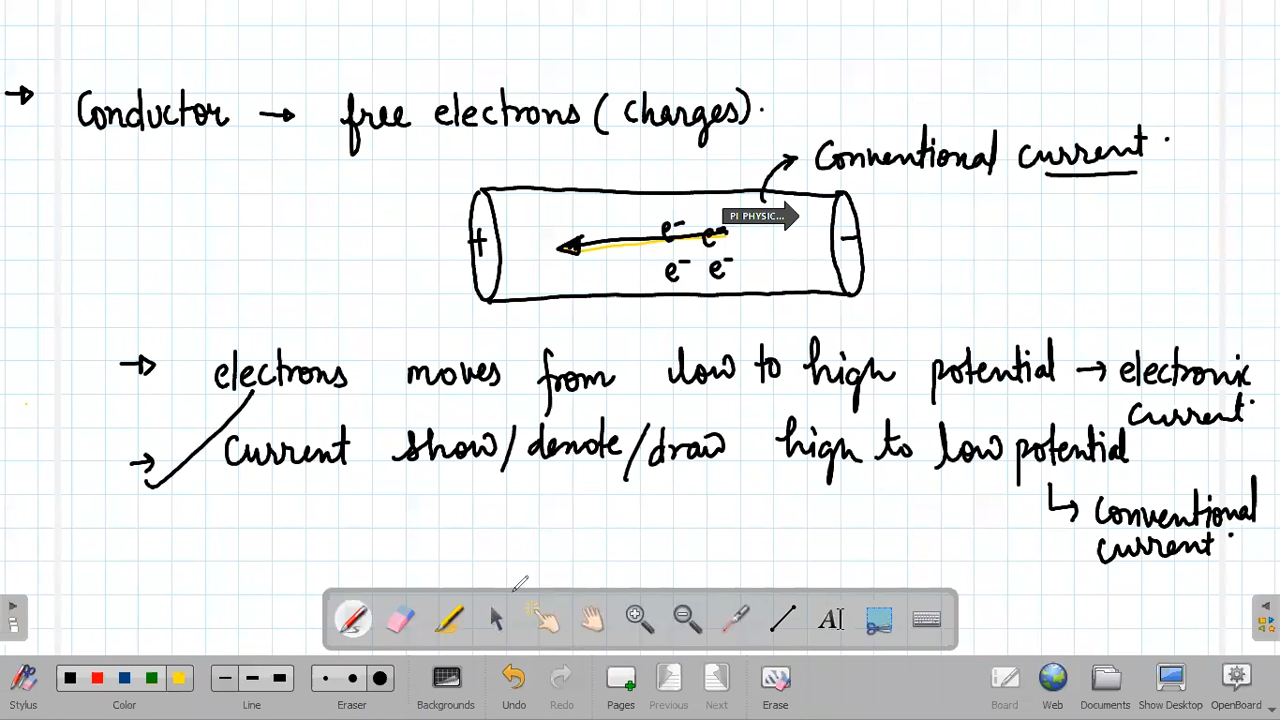 → Conductor → free electrons (charges).
Conventional current.
PI PHYSIC...
+ e⁻ e⁻ −
e⁻ e⁻
→ electrons moves from low to high potential → electronic
current.
→ Current show/denote/draw high to low potential
↳ conventional
current.
AI
Stylus
Color
Line
Eraser
Backgrounds
Undo
Redo
Pages
Previous
Next
Erase
Board
Web
Documents
Show Desktop
OpenBoard